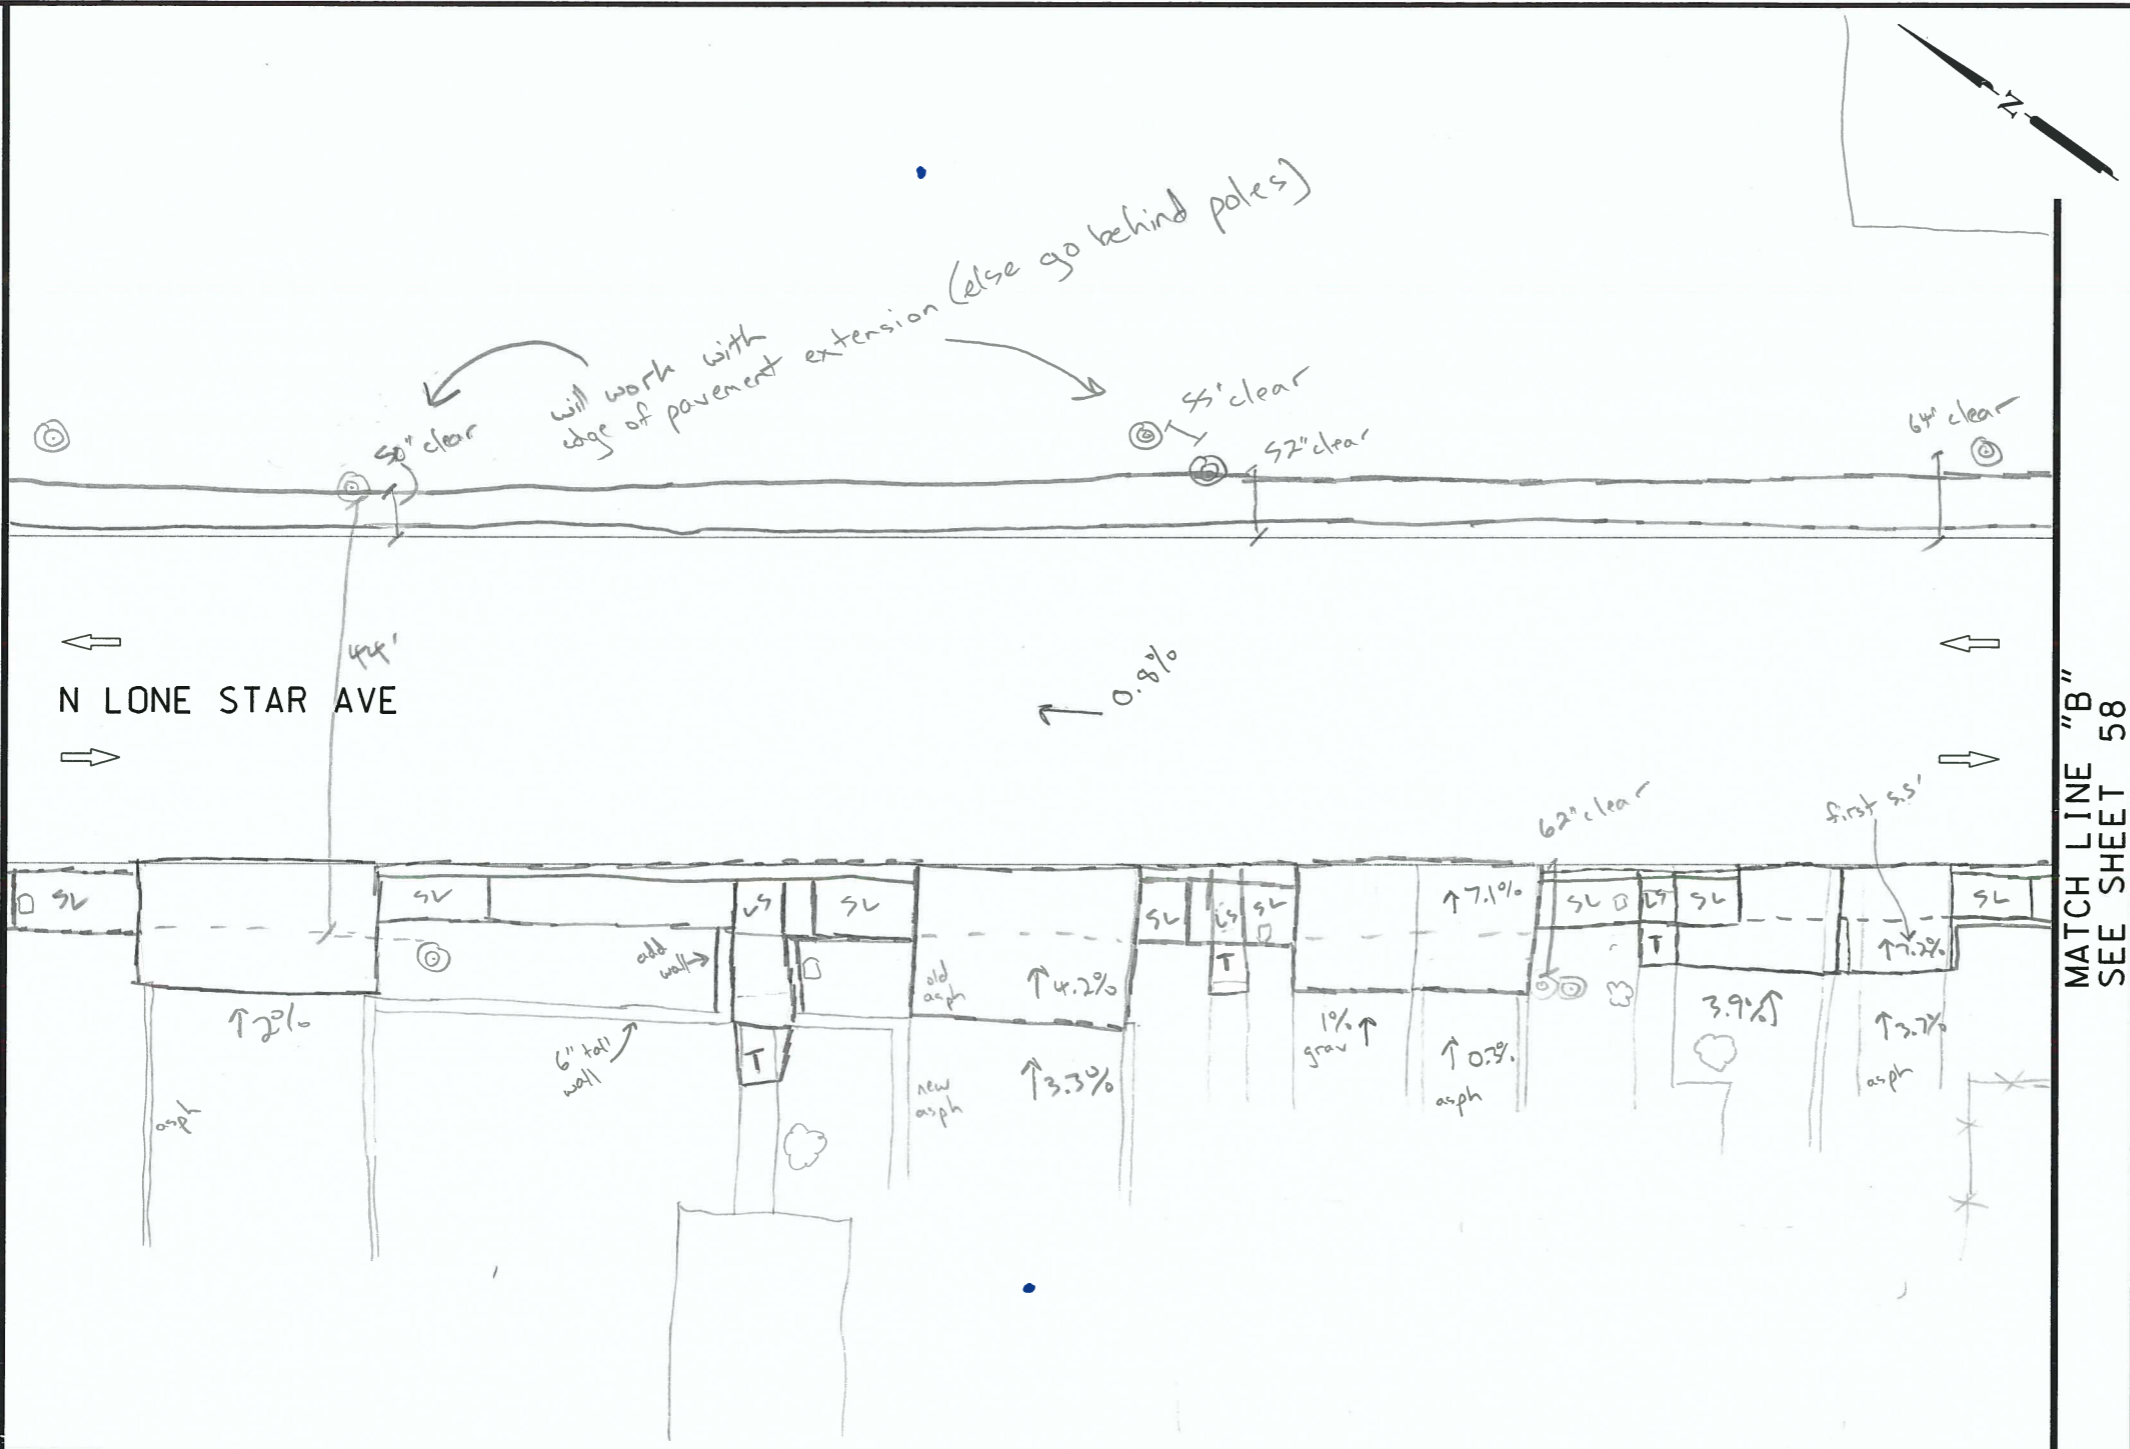 N
will work with
edge of pavement extension (else go behind poles)
50" clear
55" clear
52" clear
64" clear
44'
N LONE STAR AVE
0.8%
MATCH LINE "B"
SEE SHEET 58
62" clear
first 5.5'
SL
SL
LS
SL
SL
LS
SL
↑7.1%
SL
LS
SL
↑7.2%
SL
add
wall→
old
asph
↑4.2%
T
T
↑2%
6" tall
wall
T
new
asph
↑3.3%
1%↑
grav
↑0.3%
asph
3.9%↑
↑3.7%
asph
asph